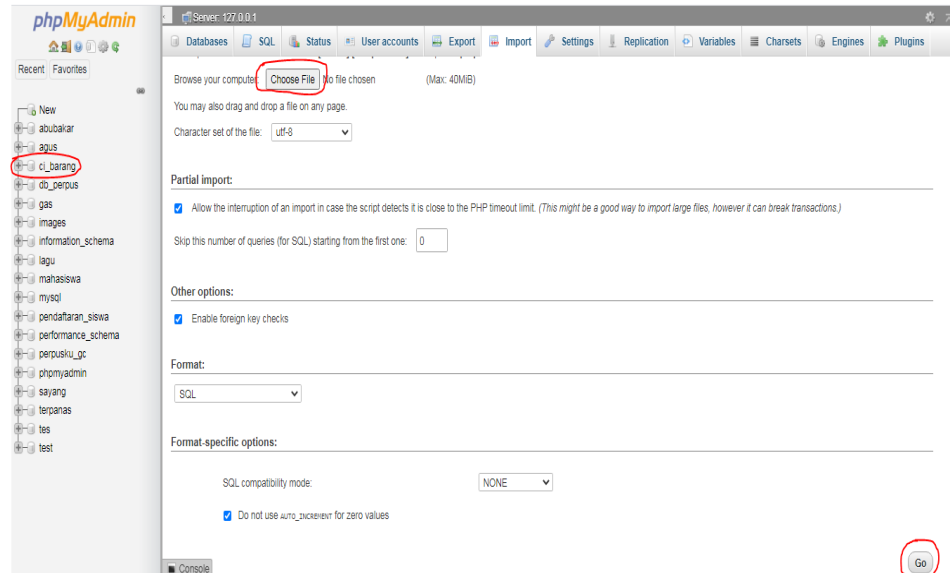 phpMyAdmin
Recent Favorites
New
abubakar
agus
ci_barang
db_perpus
gas
images
information_schema
lagu
mahasiswa
mysql
pendaftaran_siswa
performance_schema
perpusku_gc
phpmyadmin
sayang
terpanas
tes
test
Server: 127.0.0.1
Databases SQL Status User accounts Export Import Settings Replication Variables Charsets Engines Plugins
Browse your computer: Choose File No file chosen (Max: 40MiB)
You may also drag and drop a file on any page.
Character set of the file: utf-8
Partial import:
Allow the interruption of an import in case the script detects it is close to the PHP timeout limit. (This might be a good way to import large files, however it can break transactions.)
Skip this number of queries (for SQL) starting from the first one: 0
Other options:
Enable foreign key checks
Format:
SQL
Format-specific options:
SQL compatibility mode: NONE
Do not use AUTO_INCREMENT for zero values
Go
Console